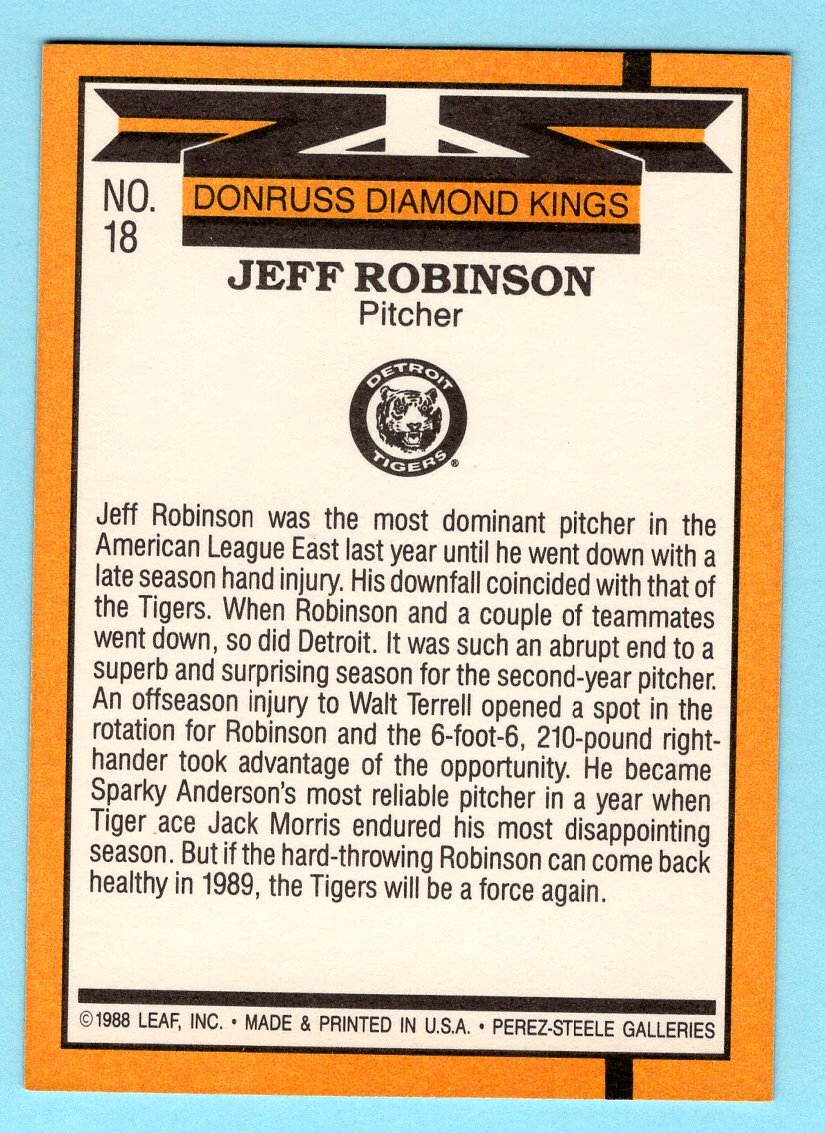 NO.
18
DONRUSS DIAMOND KINGS
JEFF ROBINSON
Pitcher
DETROIT
TIGERS®
Jeff Robinson was the most dominant pitcher in the
American League East last year until he went down with a
late season hand injury. His downfall coincided with that of
the Tigers. When Robinson and a couple of teammates
went down, so did Detroit. It was such an abrupt end to a
superb and surprising season for the second-year pitcher.
An offseason injury to Walt Terrell opened a spot in the
rotation for Robinson and the 6-foot-6, 210-pound right-
hander took advantage of the opportunity. He became
Sparky Anderson's most reliable pitcher in a year when
Tiger ace Jack Morris endured his most disappointing
season. But if the hard-throwing Robinson can come back
healthy in 1989, the Tigers will be a force again.
©1988 LEAF, INC. • MADE & PRINTED IN U.S.A. • PEREZ-STEELE GALLERIES